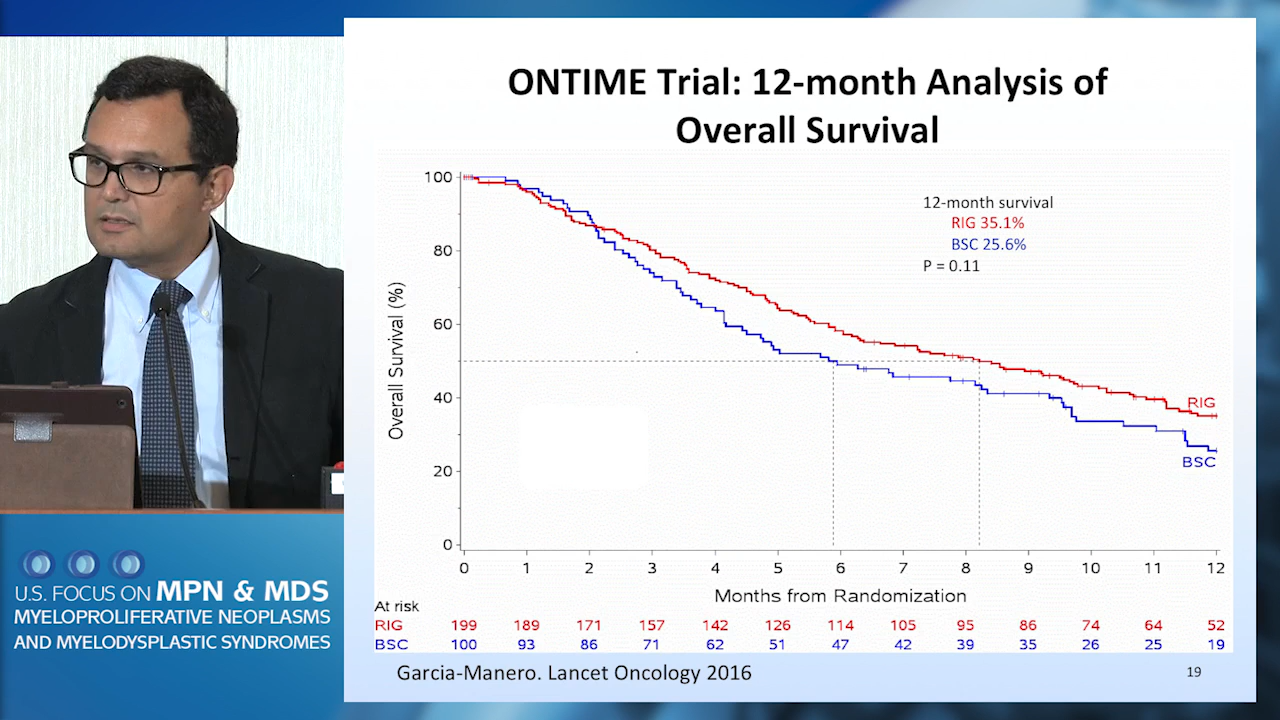 ONTIME Trial: 12-month Analysis of
Overall Survival
100
80
60
40
20
0
Overall Survival (%)
12-month survival
RIG 35.1%
BSC 25.6%
P = 0.11
RIG
BSC
0 1 2 3 4 5 6 7 8 9 10 11 12
Months from Randomization
At risk
RIG 199 189 171 157 142 126 114 105 95 86 74 64 52
BSC 100 93 86 71 62 51 47 42 39 35 26 25 19
Garcia-Manero. Lancet Oncology 2016
19
U.S. FOCUS ON MPN & MDS
MYELOPROLIFERATIVE NEOPLASMS
AND MYELODYSPLASTIC SYNDROMES